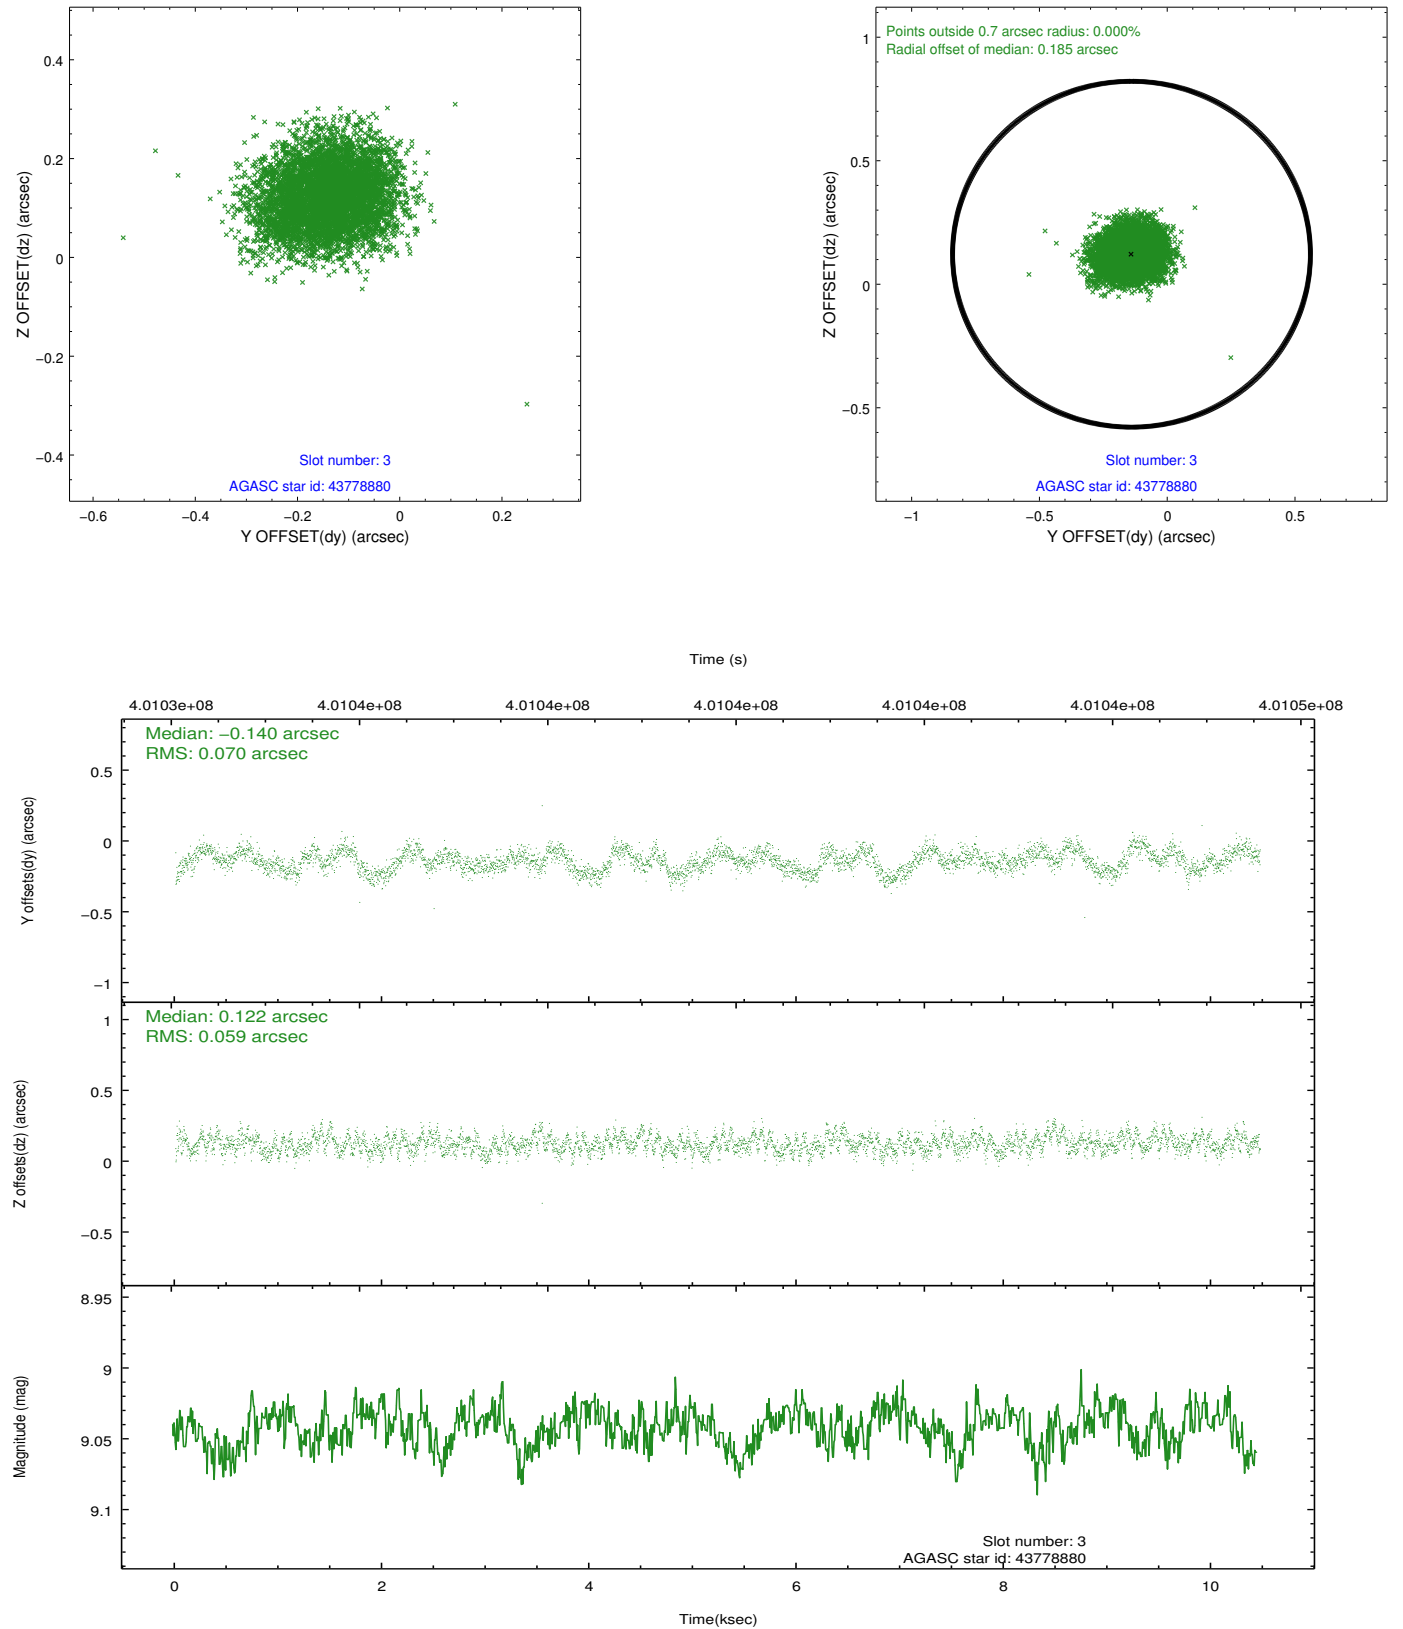 0.4
0.2
0
−0.2
−0.4
Z OFFSET(dz) (arcsec)
Slot number: 3
AGASC star id: 43778880
−0.6
−0.4
−0.2
0
0.2
Y OFFSET(dy) (arcsec)
Points outside 0.7 arcsec radius: 0.000%
Radial offset of median: 0.185 arcsec
1
0.5
0
−0.5
Z OFFSET(dz) (arcsec)
Slot number: 3
AGASC star id: 43778880
−1
−0.5
0
0.5
Y OFFSET(dy) (arcsec)
Time (s)
4.0103e+08
4.0104e+08
4.0104e+08
4.0104e+08
4.0104e+08
4.0104e+08
4.0105e+08
Median: −0.140 arcsec
RMS: 0.070 arcsec
0.5
0
−0.5
−1
Y offsets(dy) (arcsec)
Median: 0.122 arcsec
RMS: 0.059 arcsec
1
0.5
0
−0.5
Z offsets(dz) (arcsec)
8.95
9
9.05
9.1
Magnitude (mag)
Slot number: 3
AGASC star id: 43778880
0
2
4
6
8
10
Time(ksec)